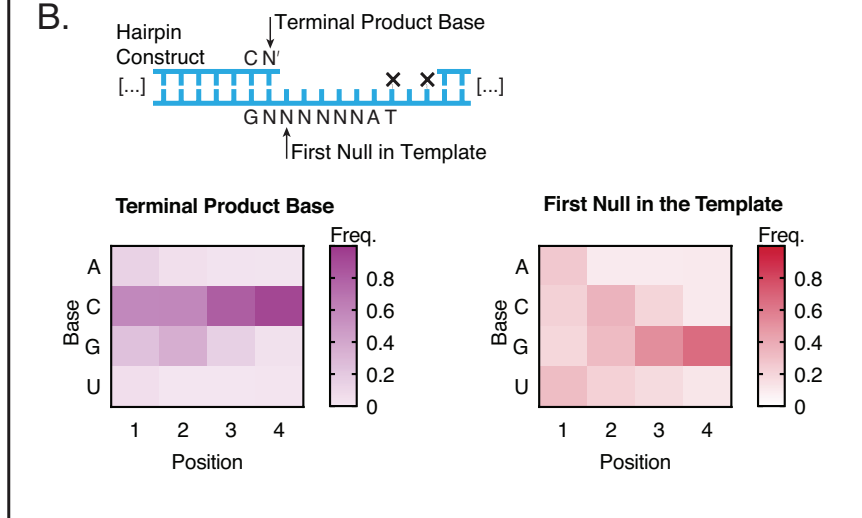 B.
Terminal Product Base
Hairpin
Construct
C N'
[...] [...]
G N N N N N N A T
First Null in Template
Terminal Product Base
Freq.
A
C
G
U
Base
0.8
0.6
0.4
0.2
0
1 2 3 4
Position
First Null in the Template
Freq.
A
C
G
U
Base
0.8
0.6
0.4
0.2
0
1 2 3 4
Position